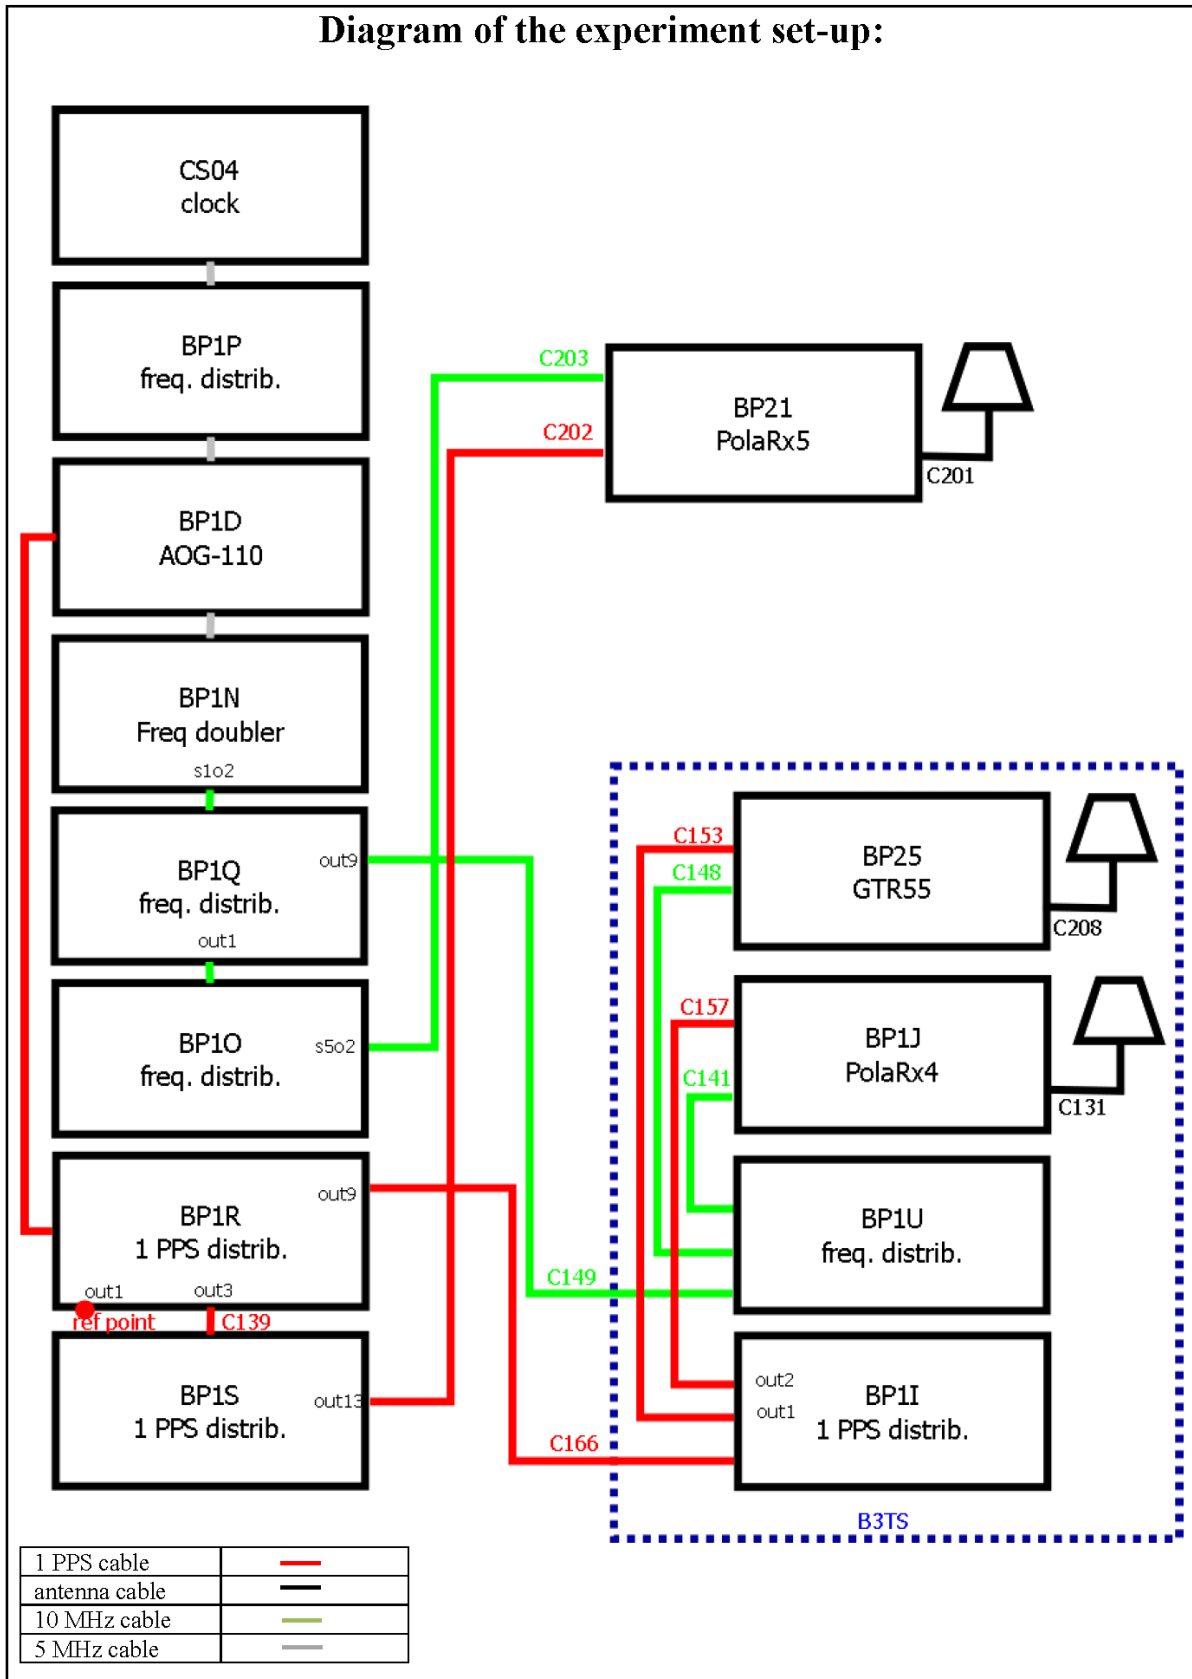 Diagram of the experiment set-up:
CS04
clock
BP1P
freq. distrib.
BP1D
AOG-110
BP1N
Freq doubler
s1o2
BP1Q
freq. distrib.
out9
out1
BP1O
freq. distrib.
s5o2
BP1R
1 PPS distrib.
out9
out1
out3
ref point
C139
BP1S
1 PPS distrib.
out13
C203
C202
BP21
PolaRx5
C201
C149
C166
C153
C148
BP25
GTR55
C208
C157
C141
BP1J
PolaRx4
C131
BP1U
freq. distrib.
out2
out1
BP1I
1 PPS distrib.
B3TS
1 PPS cable
antenna cable
10 MHz cable
5 MHz cable